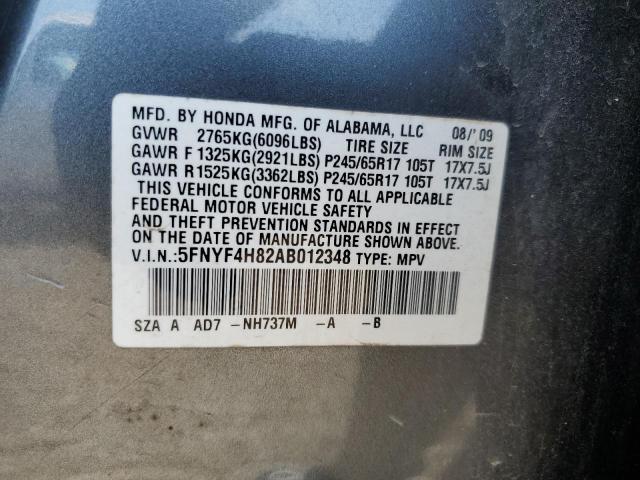 MFD. BY HONDA MFG. OF ALABAMA, LLC 08/'09
GVWR 2765KG(6096LBS) TIRE SIZE RIM SIZE
GAWR F 1325KG(2921LBS) P245/65R17 105T 17X7.5J
GAWR R1525KG(3362LBS) P245/65R17 105T 17X7.5J
THIS VEHICLE CONFORMS TO ALL APPLICABLE
FEDERAL MOTOR VEHICLE SAFETY
AND THEFT PREVENTION STANDARDS IN EFFECT
ON THE DATE OF MANUFACTURE SHOWN ABOVE.
V.I.N.:5FNYF4H82AB012348 TYPE: MPV
SZA A AD7 -NH737M -A -B